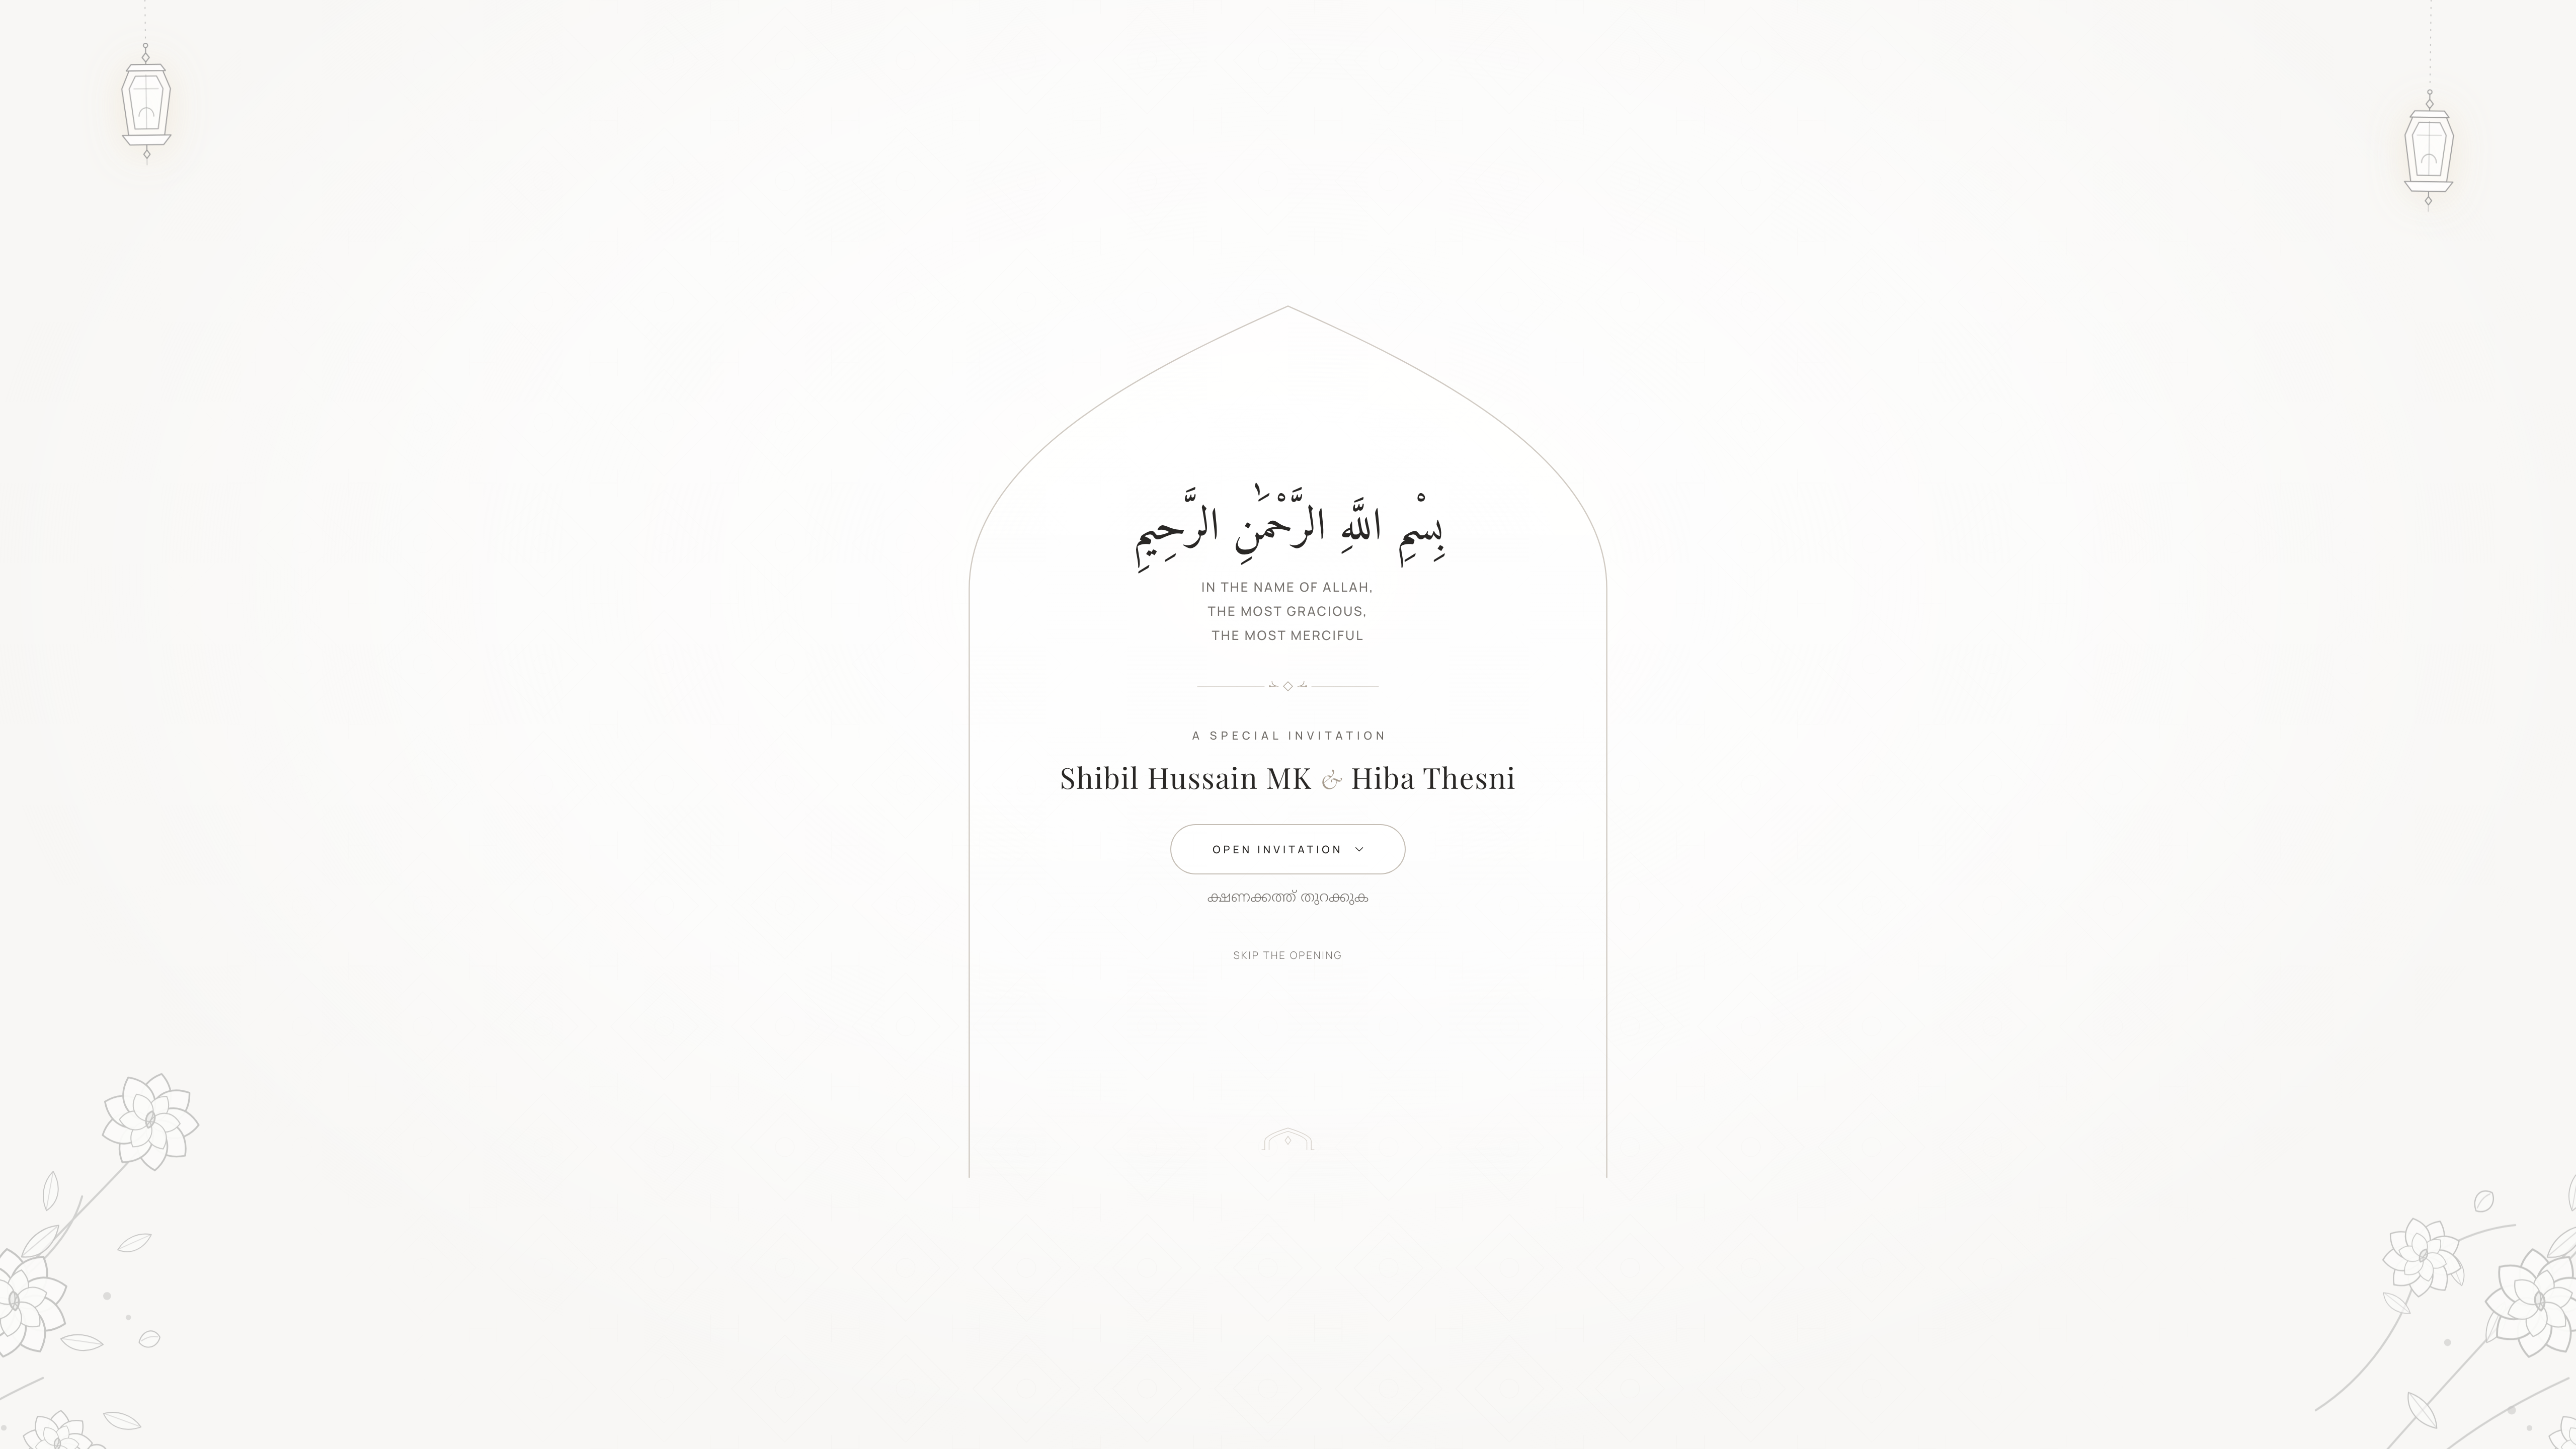 بِسْمِ اللَّهِ الرَّحْمَٰنِ الرَّحِيمِ
IN THE NAME OF ALLAH,
THE MOST GRACIOUS,
THE MOST MERCIFUL
A SPECIAL INVITATION
Shibil Hussain MK & Hiba Thesni
OPEN INVITATION
ക്ഷണക്കത്ത് തുറക്കുക
SKIP THE OPENING